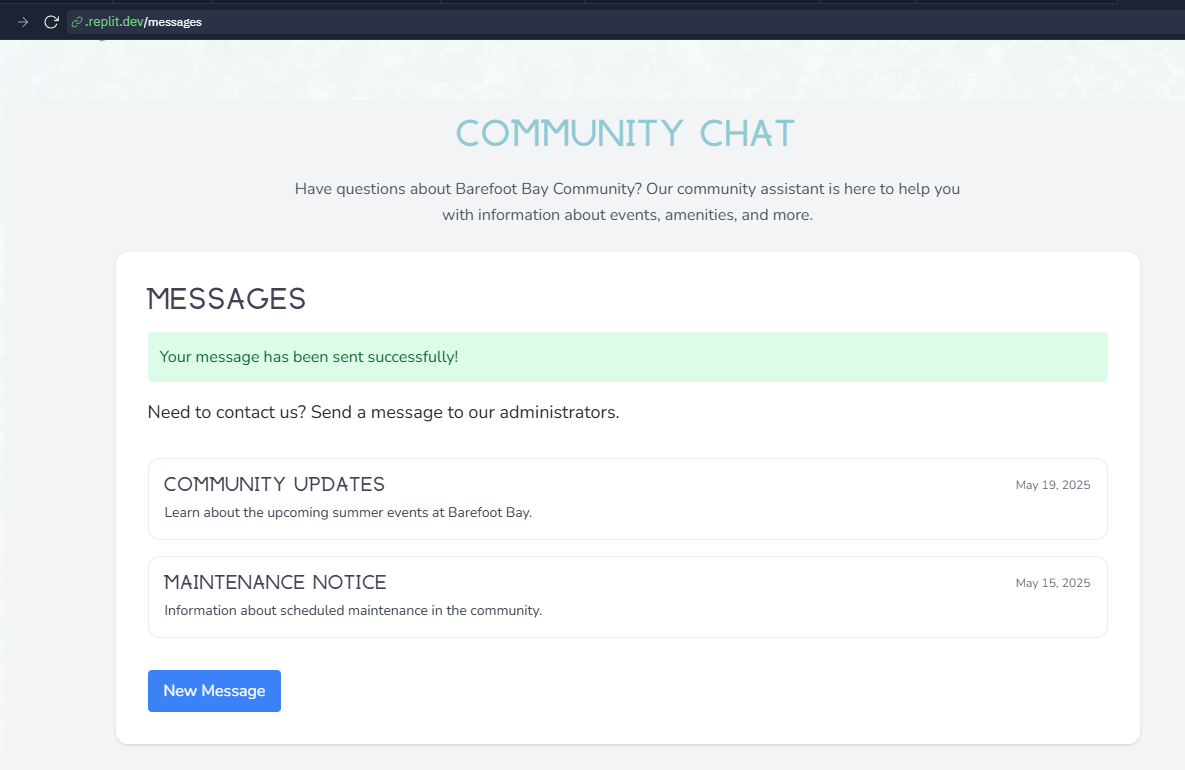 .replit.dev/messages
COMMUNITY CHAT
Have questions about Barefoot Bay Community? Our community assistant is here to help you
with information about events, amenities, and more.
MESSAGES
Your message has been sent successfully!
Need to contact us? Send a message to our administrators.
COMMUNITY UPDATES
May 19, 2025
Learn about the upcoming summer events at Barefoot Bay.
MAINTENANCE NOTICE
May 15, 2025
Information about scheduled maintenance in the community.
New Message